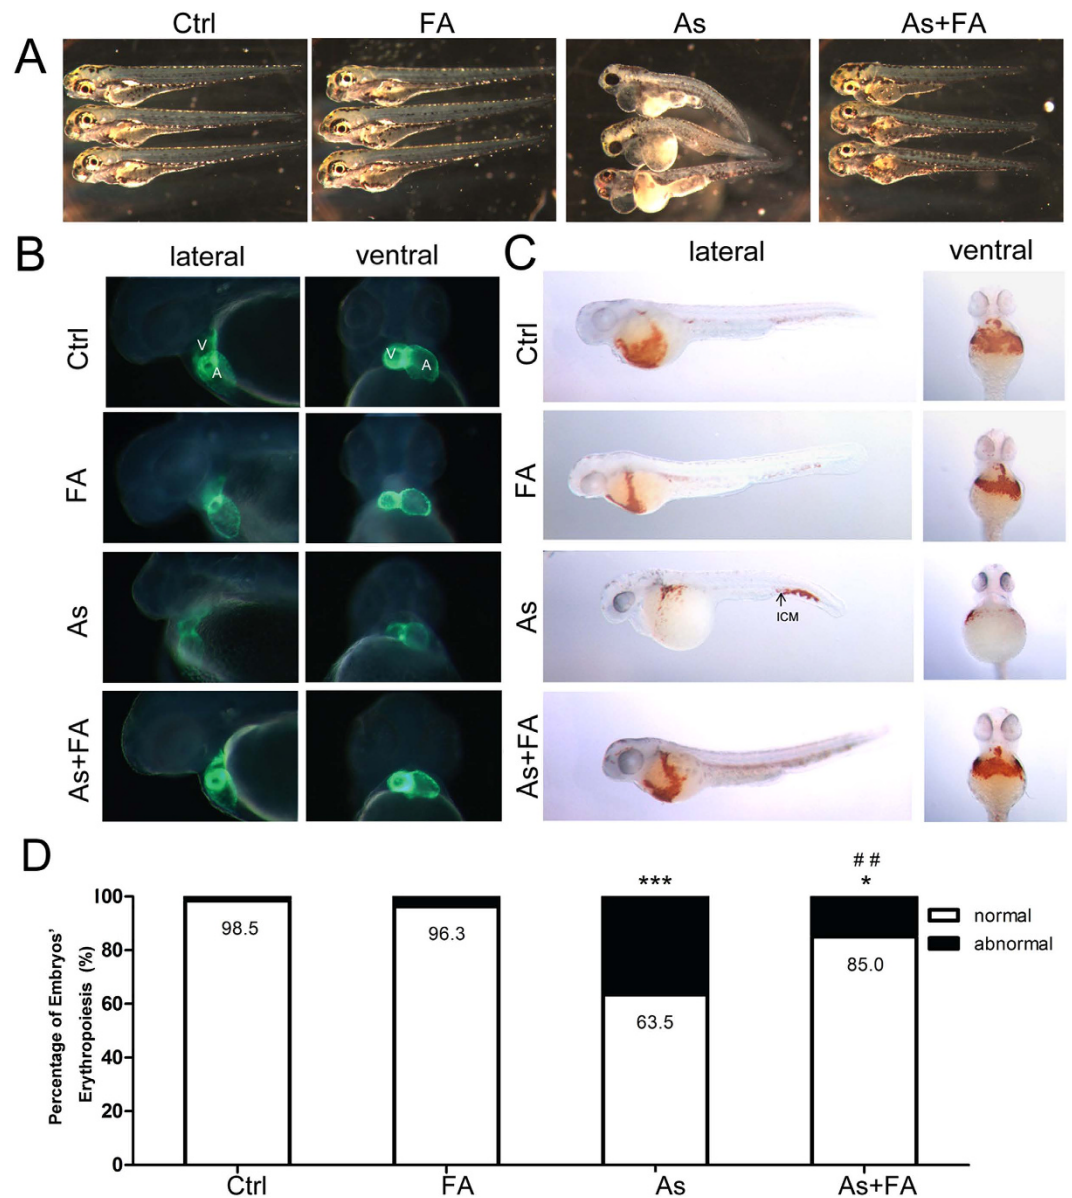 Ctrl FA As As+FA
A
B
lateral ventral
Ctrl
V
A
V
A
FA
As
As+FA
C
lateral ventral
Ctrl
FA
As
ICM
As+FA
D
Percentage of Embryos'
Erythropoiesis (%)
100
80
60
40
20
0
98.5
96.3
***
63.5
# #
*
85.0
normal
abnormal
Ctrl FA As As+FA